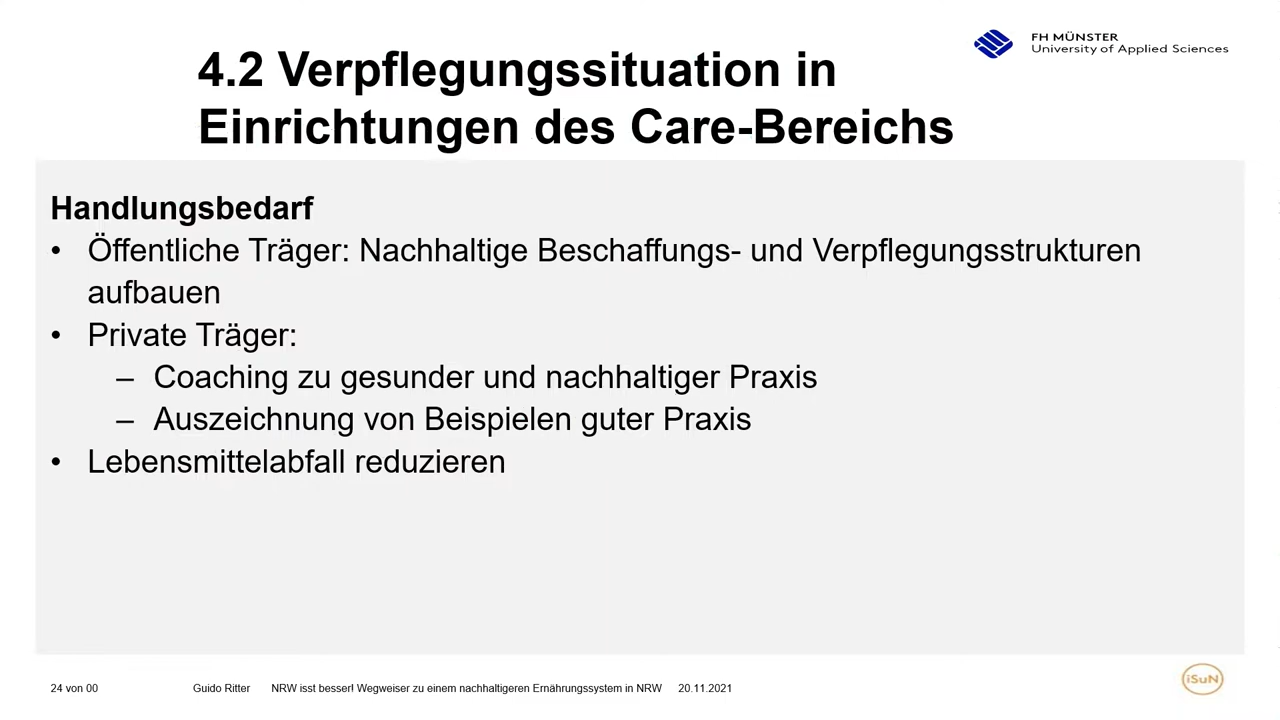 FH MÜNSTER
University of Applied Sciences
4.2 Verpflegungssituation in
Einrichtungen des Care-Bereichs
Handlungsbedarf
• Öffentliche Träger: Nachhaltige Beschaffungs- und Verpflegungsstrukturen
aufbauen
• Private Träger:
– Coaching zu gesunder und nachhaltiger Praxis
– Auszeichnung von Beispielen guter Praxis
• Lebensmittelabfall reduzieren
24 von 00 Guido Ritter NRW isst besser! Wegweiser zu einem nachhaltigeren Ernährungssystem in NRW 20.11.2021
iSuN